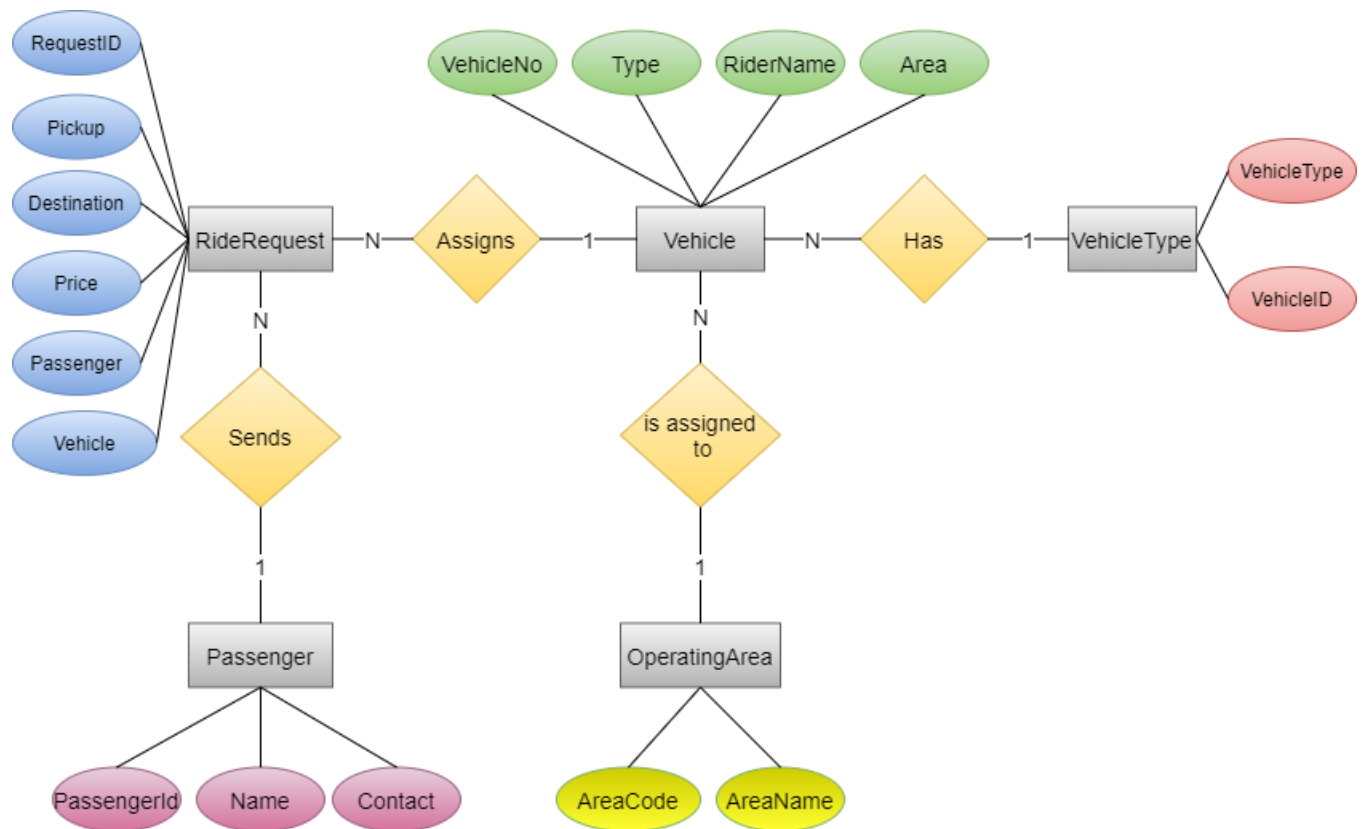 RequestID
Pickup
Destination
Price
Passenger
Vehicle
VehicleNo
Type
RiderName
Area
VehicleType
VehicleID
RideRequest
N
Assigns
1
Vehicle
N
Has
1
VehicleType
N
Sends
1
N
is assigned
to
1
Passenger
OperatingArea
PassengerId
Name
Contact
AreaCode
AreaName